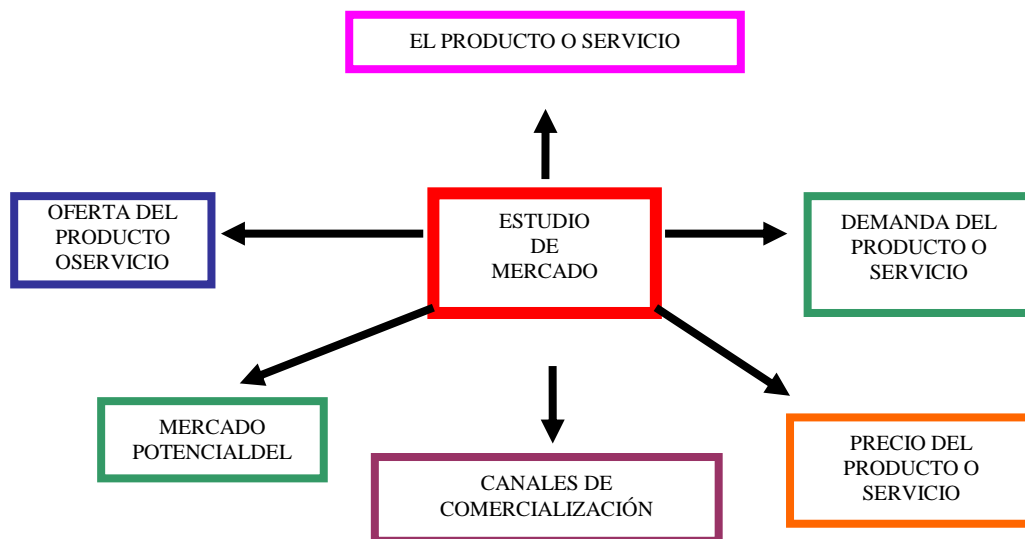 EL PRODUCTO O SERVICIO
OFERTA DEL
PRODUCTO
OSERVICIO
ESTUDIO
DE
MERCADO
DEMANDA DEL
PRODUCTO O
SERVICIO
MERCADO
POTENCIALDEL
CANALES DE
COMERCIALIZACIÓN
PRECIO DEL
PRODUCTO O
SERVICIO